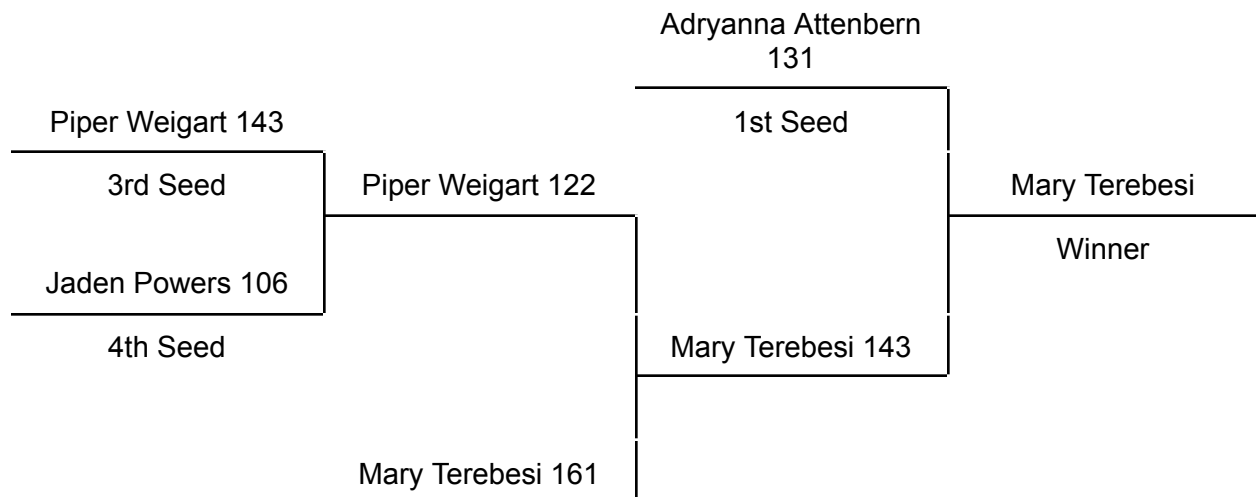 Adryanna Attenbern
131
Piper Weigart 143
1st Seed
3rd Seed
Piper Weigart 122
Mary Terebesi
Winner
Jaden Powers 106
4th Seed
Mary Terebesi 143
Mary Terebesi 161